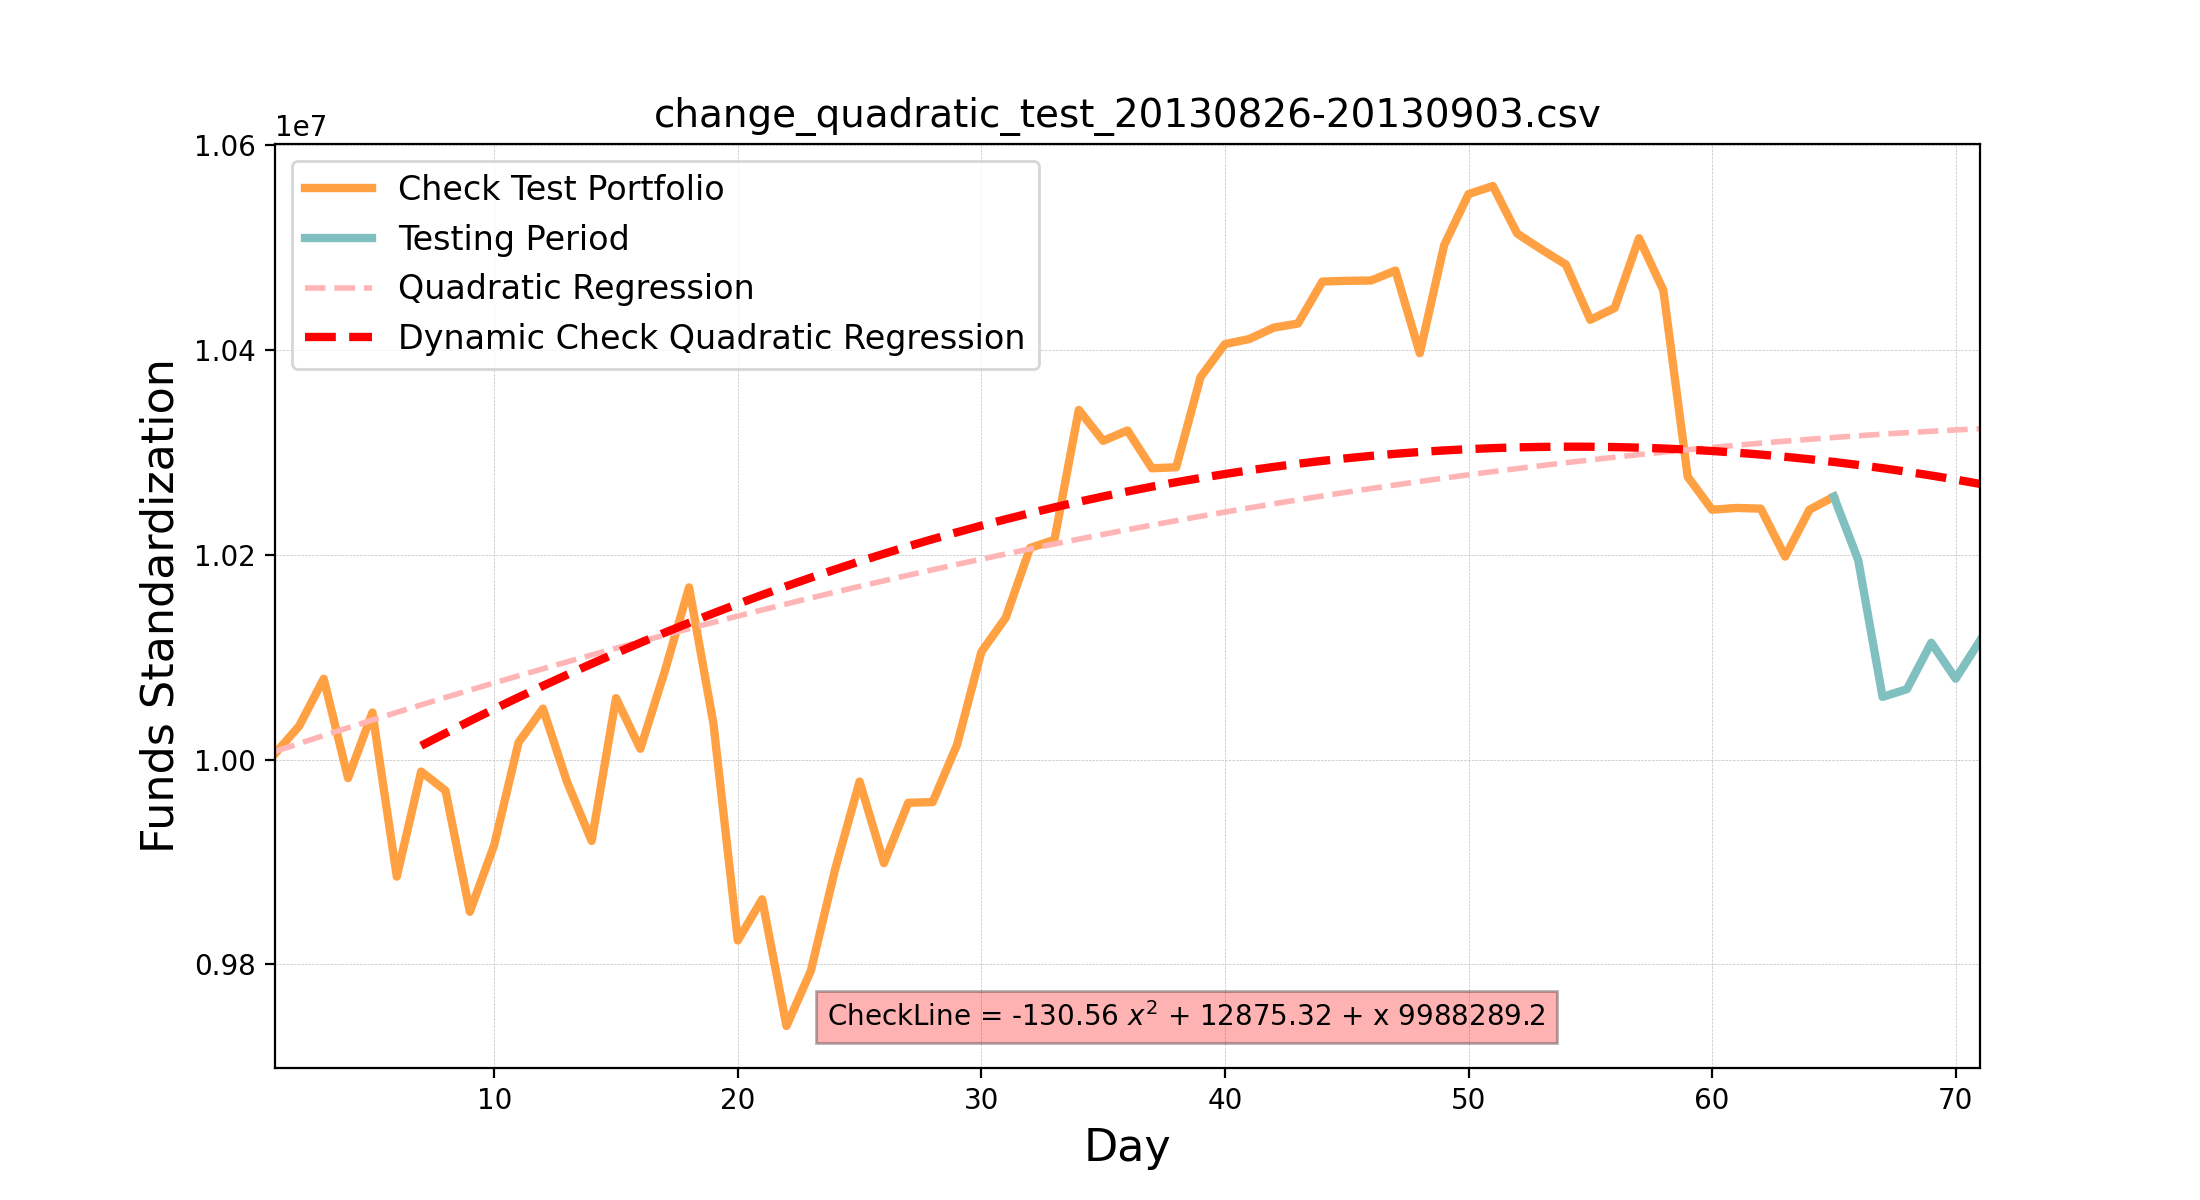 change_quadratic_test_20130826-20130903.csv
1e7
1.06
1.04
1.02
1.00
0.98
Funds Standardization
Check Test Portfolio
Testing Period
Quadratic Regression
Dynamic Check Quadratic Regression
CheckLine = -130.56 x² + 12875.32 + x 9988289.2
10 20 30 40 50 60 70
Day